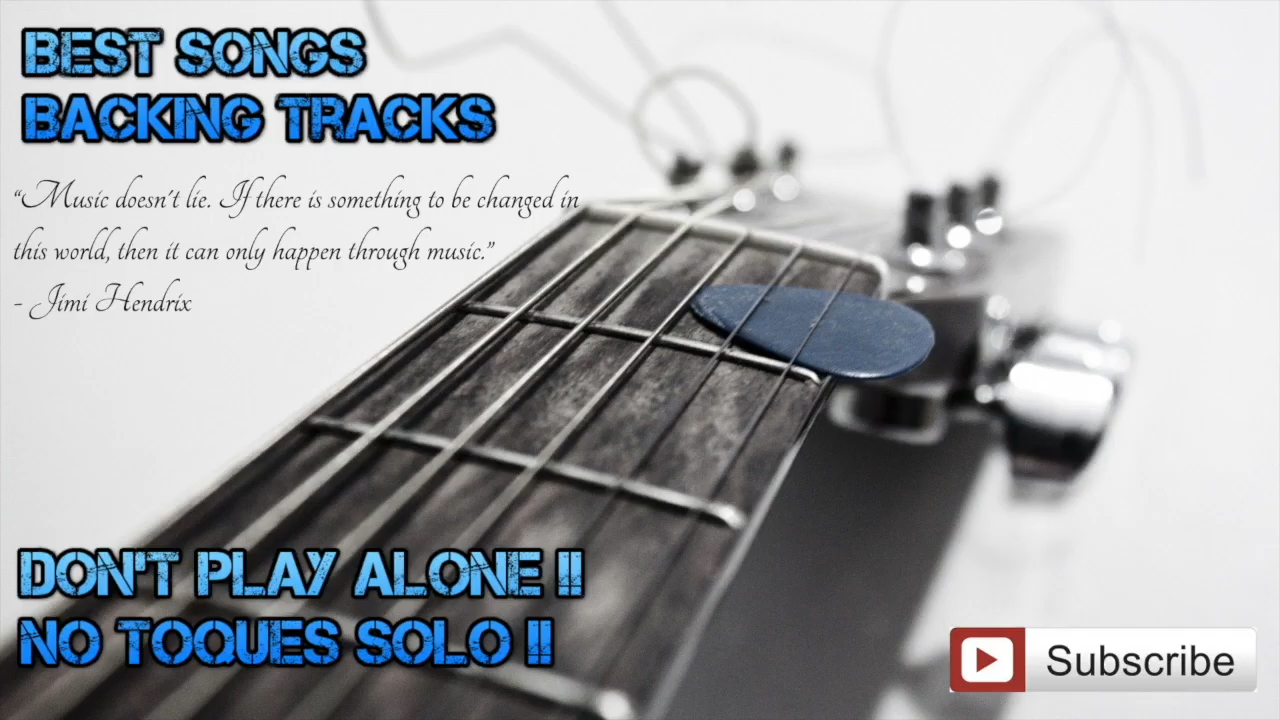 BEST SONGS
BACKING TRACKS
“Music doesn't lie. If there is something to be changed in
this world, then it can only happen through music.”
- Jimi Hendrix
DON'T PLAY ALONE !!
NO TOQUES SOLO !!
Subscribe